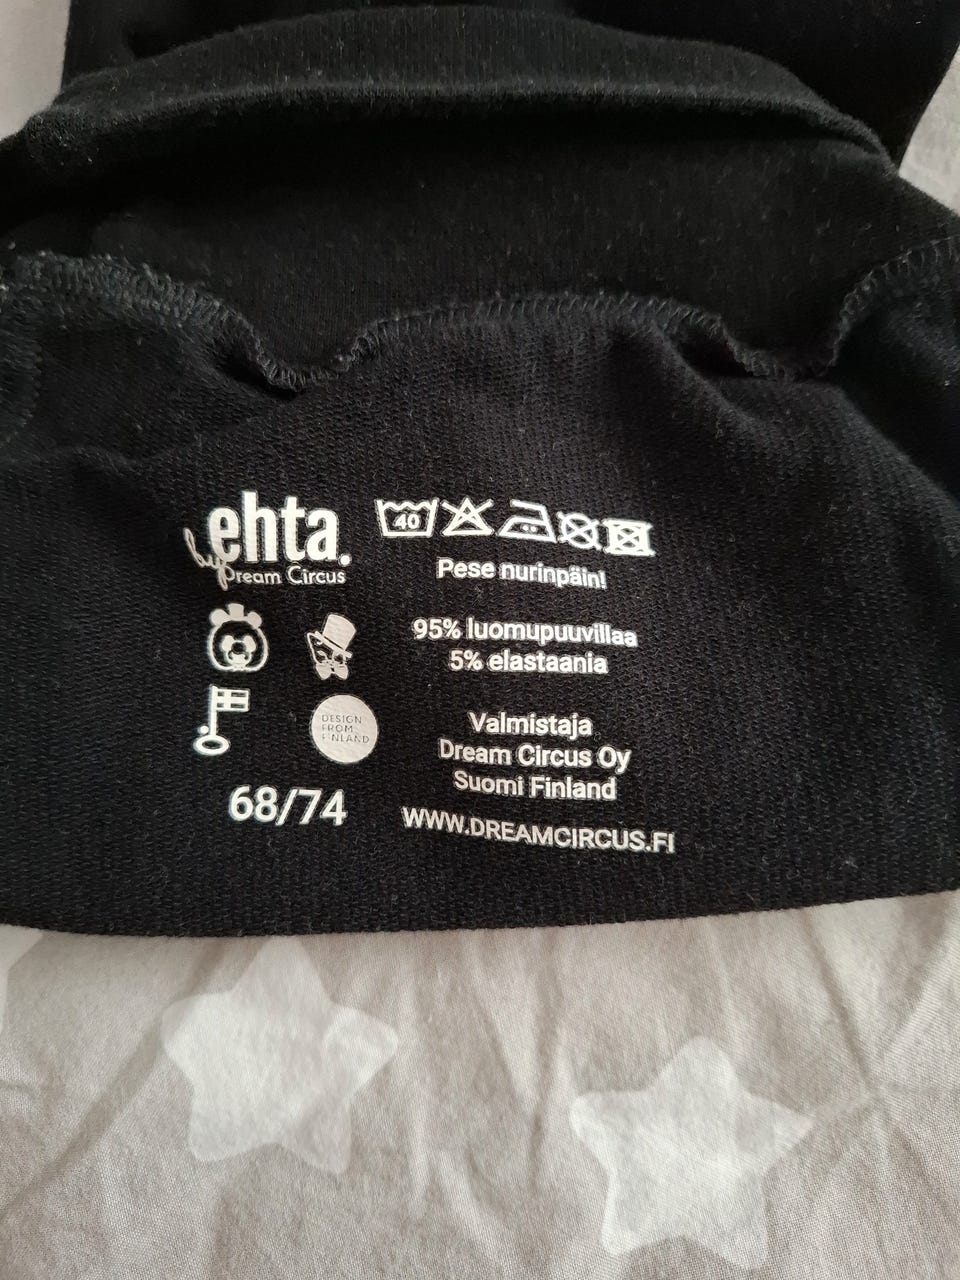 ehta.
by Dream Circus
40
Pese nurinpäin!
95% luomupuuvillaa
5% elastaania
DESIGN
FROM
FINLAND
68/74
Valmistaja
Dream Circus Oy
Suomi Finland
WWW.DREAMCIRCUS.FI